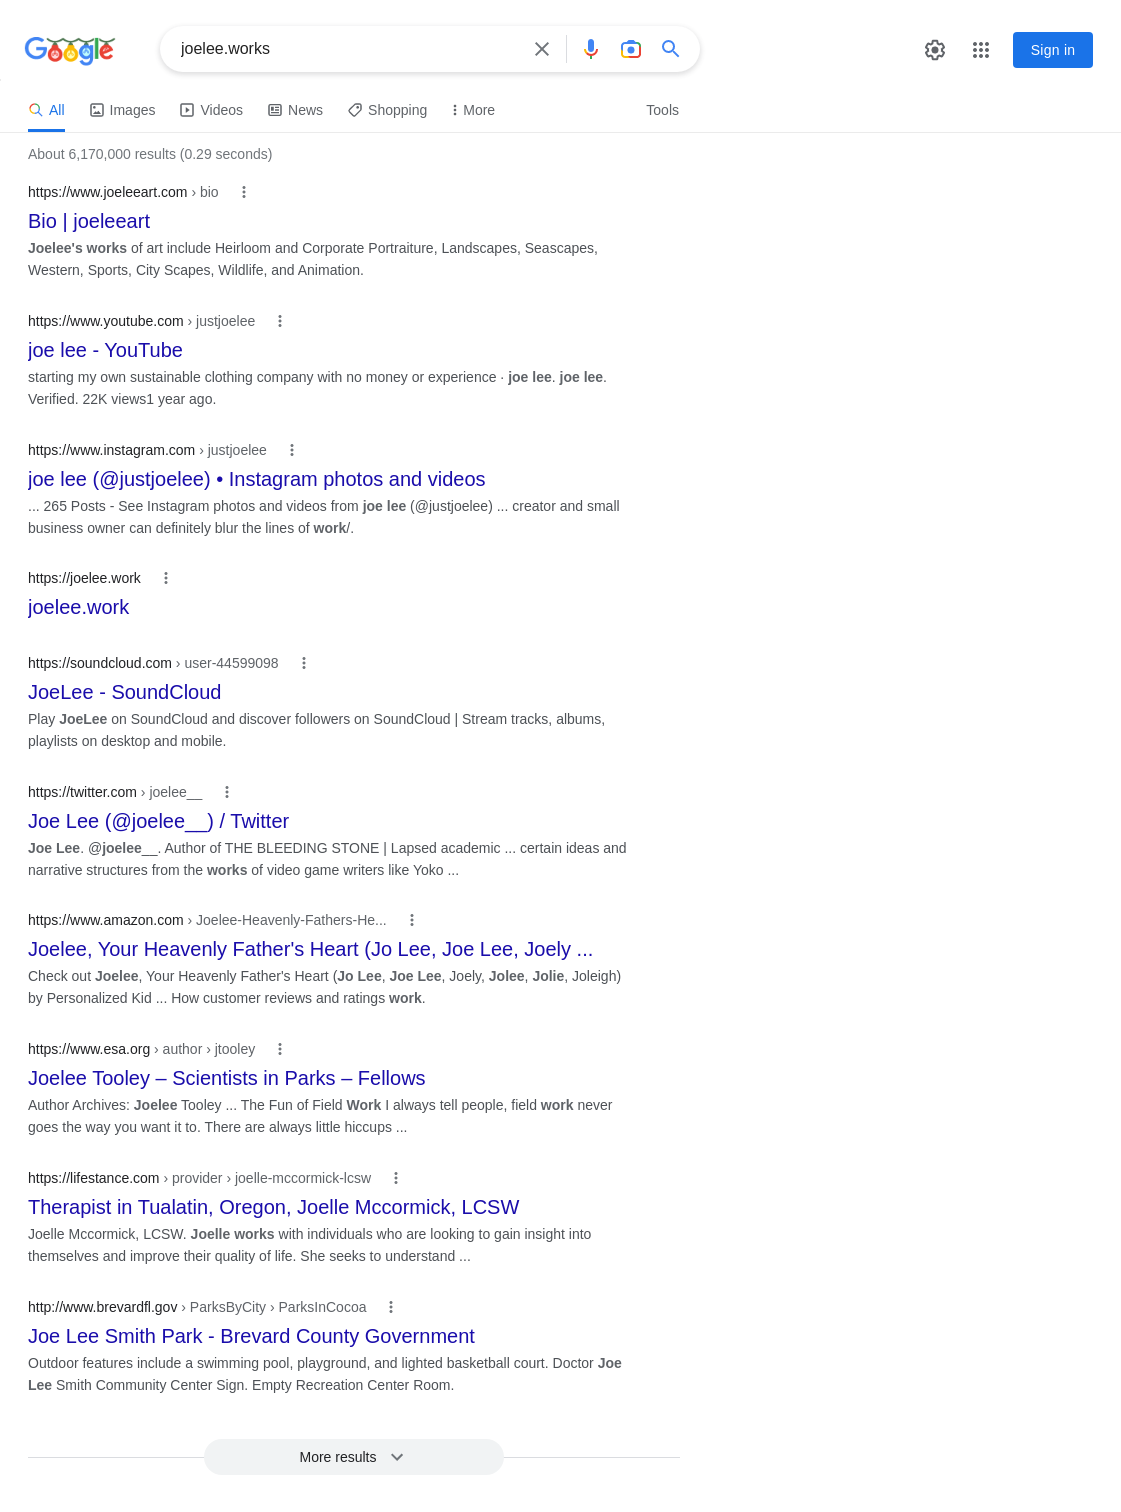 Google
joelee.works
Sign in
All Images Videos News Shopping More Tools
About 6,170,000 results (0.29 seconds)
https://www.joeleeart.com › bio
Bio | joeleeart
Joelee's works of art include Heirloom and Corporate Portraiture, Landscapes, Seascapes,
Western, Sports, City Scapes, Wildlife, and Animation.
https://www.youtube.com › justjoelee
joe lee - YouTube
starting my own sustainable clothing company with no money or experience · joe lee. joe lee.
Verified. 22K views1 year ago.
https://www.instagram.com › justjoelee
joe lee (@justjoelee) • Instagram photos and videos
... 265 Posts - See Instagram photos and videos from joe lee (@justjoelee) ... creator and small
business owner can definitely blur the lines of work/.
https://joelee.work
joelee.work
https://soundcloud.com › user-44599098
JoeLee - SoundCloud
Play JoeLee on SoundCloud and discover followers on SoundCloud | Stream tracks, albums,
playlists on desktop and mobile.
https://twitter.com › joelee__
Joe Lee (@joelee__) / Twitter
Joe Lee. @joelee__. Author of THE BLEEDING STONE | Lapsed academic ... certain ideas and
narrative structures from the works of video game writers like Yoko ...
https://www.amazon.com › Joelee-Heavenly-Fathers-He...
Joelee, Your Heavenly Father's Heart (Jo Lee, Joe Lee, Joely ...
Check out Joelee, Your Heavenly Father's Heart (Jo Lee, Joe Lee, Joely, Jolee, Jolie, Joleigh)
by Personalized Kid ... How customer reviews and ratings work.
https://www.esa.org › author › jtooley
Joelee Tooley – Scientists in Parks – Fellows
Author Archives: Joelee Tooley ... The Fun of Field Work I always tell people, field work never
goes the way you want it to. There are always little hiccups ...
https://lifestance.com › provider › joelle-mccormick-lcsw
Therapist in Tualatin, Oregon, Joelle Mccormick, LCSW
Joelle Mccormick, LCSW. Joelle works with individuals who are looking to gain insight into
themselves and improve their quality of life. She seeks to understand ...
http://www.brevardfl.gov › ParksByCity › ParksInCocoa
Joe Lee Smith Park - Brevard County Government
Outdoor features include a swimming pool, playground, and lighted basketball court. Doctor Joe
Lee Smith Community Center Sign. Empty Recreation Center Room.
More results